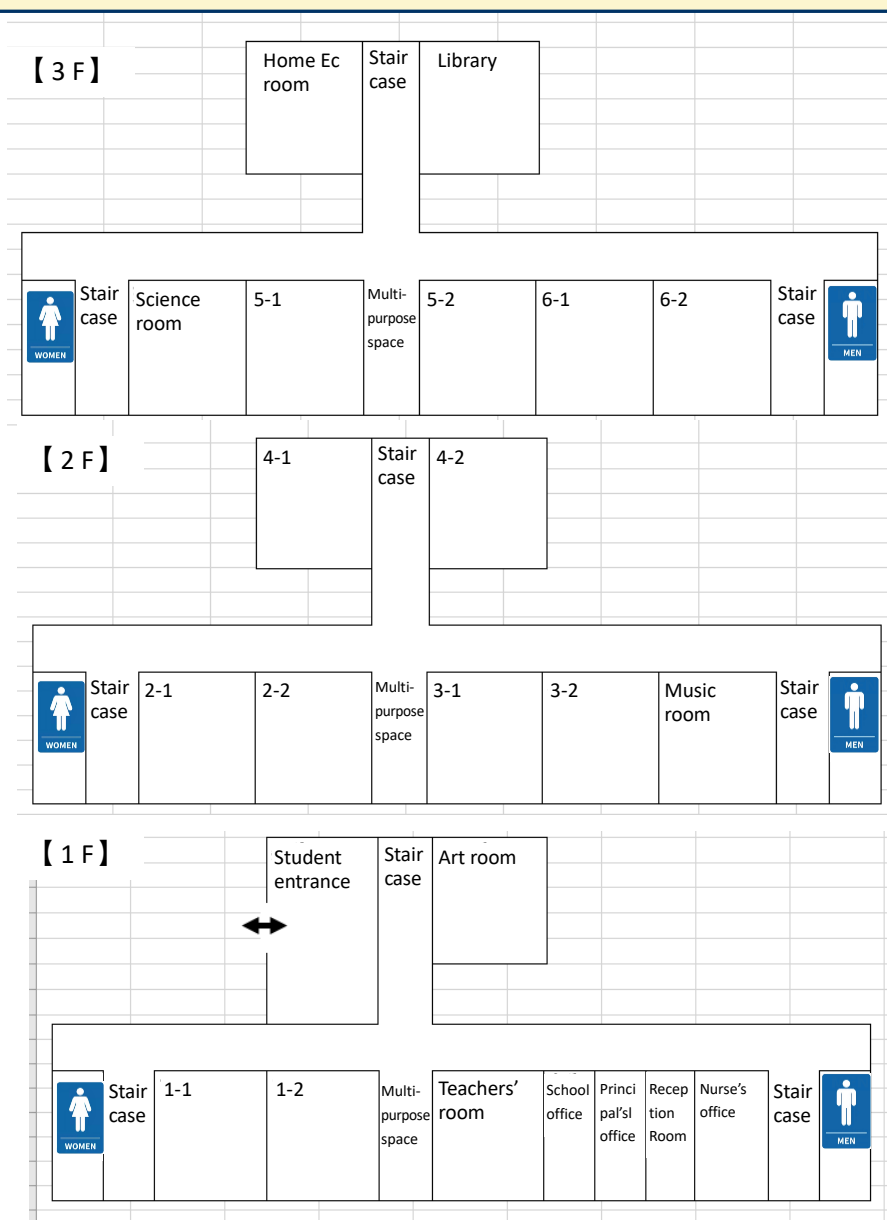 【3F】
Home Ec
room
Stair
case
Library
WOMEN
Stair
case
Science
room
5-1
Multi-
purpose
space
5-2
6-1
6-2
Stair
case
MEN
【2F】
4-1
Stair
case
4-2
WOMEN
Stair
case
2-1
2-2
Multi-
purpose
space
3-1
3-2
Music
room
Stair
case
MEN
【1F】
Student
entrance
Stair
case
Art room
WOMEN
Stair
case
1-1
1-2
Multi-
purpose
space
Teachers’
room
School
office
Princi
pal’sl
office
Recep
tion
Room
Nurse’s
office
Stair
case
MEN